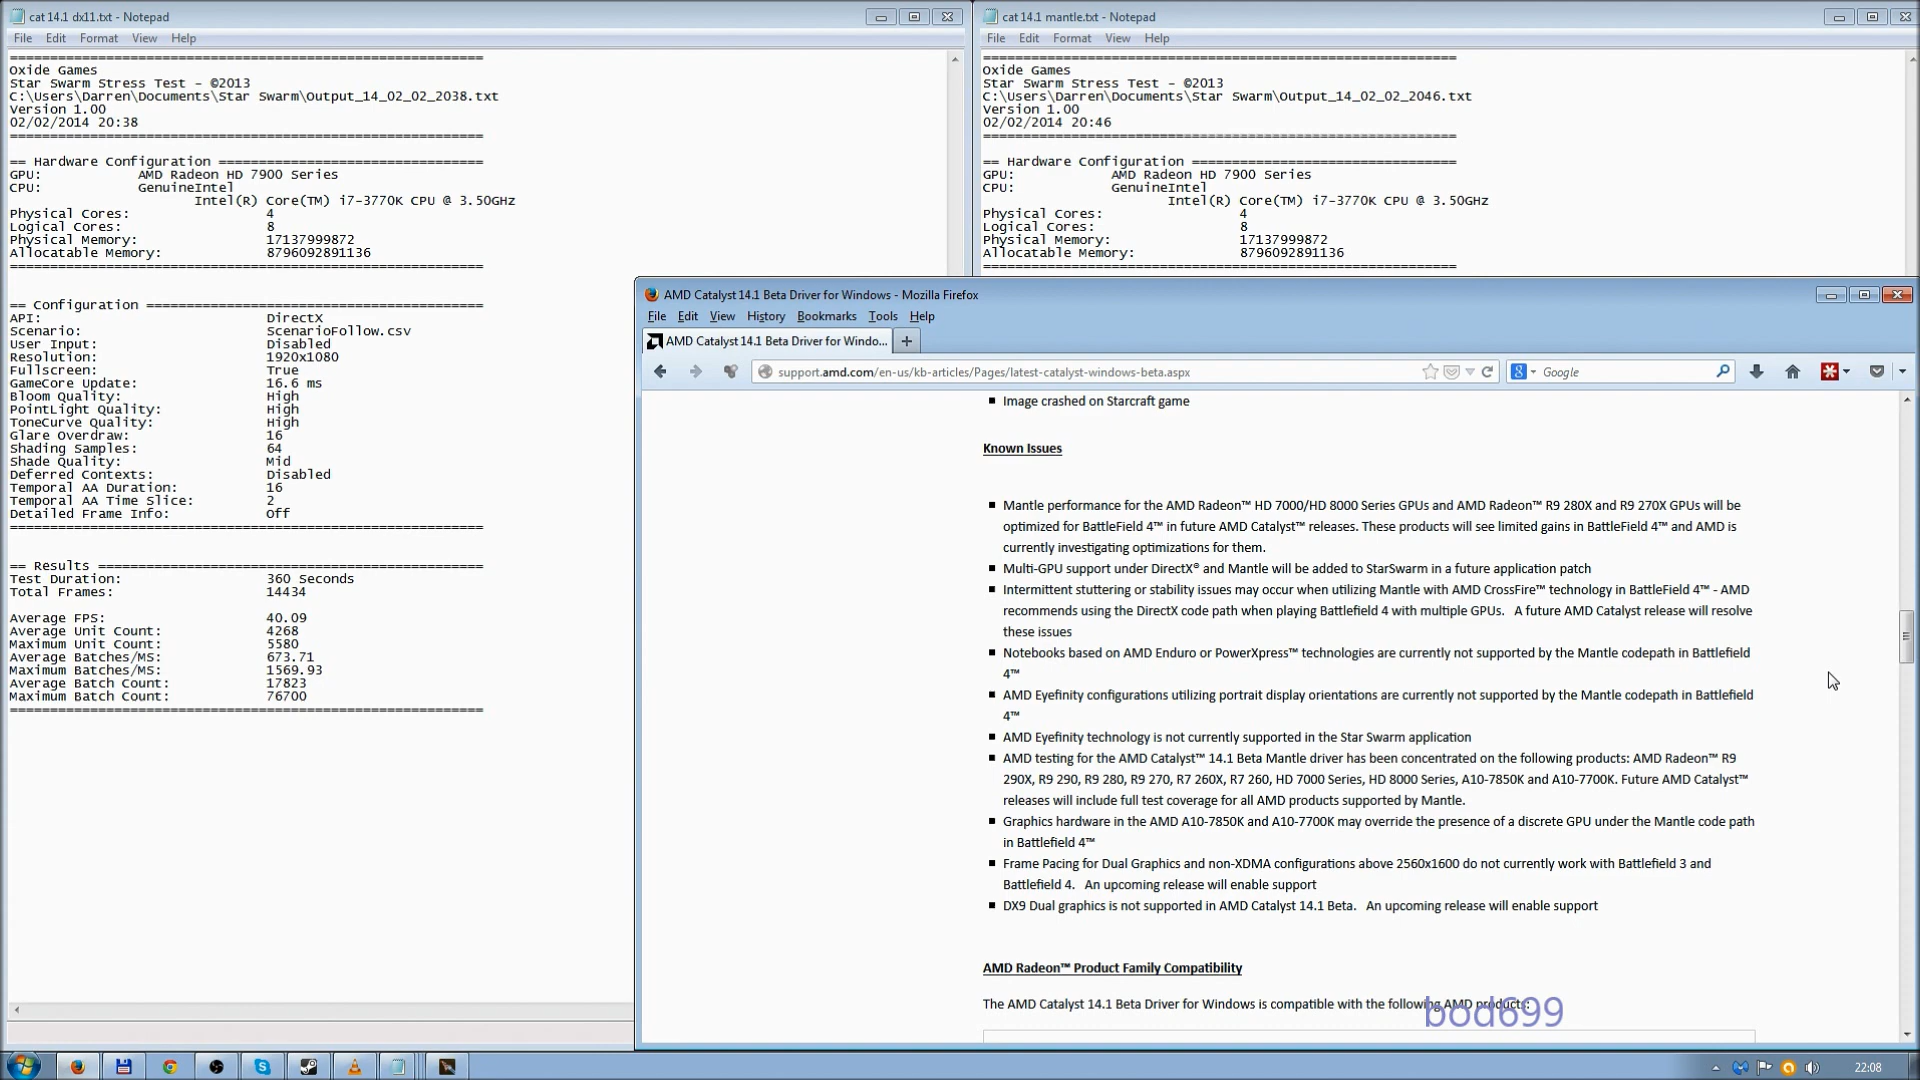 cat 14.1 dx11.txt - Notepad
File Edit Format View Help
==========================================================
Oxide Games
Star Swarm Stress Test - ©2013
C:\Users\Darren\Documents\Star Swarm\Output_14_02_02_2038.txt
Version 1.00
02/02/2014 20:38
==========================================================
== Hardware Configuration ================================
GPU: AMD Radeon HD 7900 Series
CPU: GenuineIntel
Intel(R) Core(TM) i7-3770K CPU @ 3.50GHz
Physical Cores: 4
Logical Cores: 8
Physical Memory: 17137999872
Allocatable Memory: 8796092891136
==========================================================
== Configuration =========================================
API: DirectX
Scenario: ScenarioFollow.csv
User Input: Disabled
Resolution: 1920x1080
Fullscreen: True
GameCore Update: 16.6 ms
Bloom Quality: High
PointLight Quality: High
ToneCurve Quality: High
Glare Overdraw: 16
Shading Samples: 64
Shade Quality: Mid
Deferred Contexts: Disabled
Temporal AA Duration: 16
Temporal AA Time Slice: 2
Detailed Frame Info: Off
==========================================================
== Results ===============================================
Test Duration: 360 Seconds
Total Frames: 14434
Average FPS: 40.09
Average Unit Count: 4268
Maximum Unit Count: 5580
Average Batches/MS: 673.71
Maximum Batches/MS: 1569.93
Average Batch Count: 17823
Maximum Batch Count: 76700
==========================================================
cat 14.1 mantle.txt - Notepad
File Edit Format View Help
==========================================================
Oxide Games
Star Swarm Stress Test - ©2013
C:\Users\Darren\Documents\Star Swarm\Output_14_02_02_2046.txt
Version 1.00
02/02/2014 20:46
==========================================================
== Hardware Configuration ================================
GPU: AMD Radeon HD 7900 Series
CPU: GenuineIntel
Intel(R) Core(TM) i7-3770K CPU @ 3.50GHz
Physical Cores: 4
Logical Cores: 8
Physical Memory: 17137999872
Allocatable Memory: 8796092891136
==========================================================
AMD Catalyst 14.1 Beta Driver for Windows - Mozilla Firefox
File Edit View History Bookmarks Tools Help
AMD Catalyst 14.1 Beta Driver for Windo...
support.amd.com/en-us/kb-articles/Pages/latest-catalyst-windows-beta.aspx
Google
▪ Image crashed on Starcraft game
Known Issues
▪ Mantle performance for the AMD Radeon™ HD 7000/HD 8000 Series GPUs and AMD Radeon™ R9 280X and R9 270X GPUs will be
optimized for BattleField 4™ in future AMD Catalyst™ releases. These products will see limited gains in BattleField 4™ and AMD is
currently investigating optimizations for them.
▪ Multi-GPU support under DirectX® and Mantle will be added to StarSwarm in a future application patch
▪ Intermittent stuttering or stability issues may occur when utilizing Mantle with AMD CrossFire™ technology in BattleField 4™ - AMD
recommends using the DirectX code path when playing Battlefield 4 with multiple GPUs. A future AMD Catalyst release will resolve
these issues
▪ Notebooks based on AMD Enduro or PowerXpress™ technologies are currently not supported by the Mantle codepath in Battlefield
4™
▪ AMD Eyefinity configurations utilizing portrait display orientations are currently not supported by the Mantle codepath in Battlefield
4™
▪ AMD Eyefinity technology is not currently supported in the Star Swarm application
▪ AMD testing for the AMD Catalyst™ 14.1 Beta Mantle driver has been concentrated on the following products: AMD Radeon™ R9
290X, R9 290, R9 280, R9 270, R7 260X, R7 260, HD 7000 Series, HD 8000 Series, A10-7850K and A10-7700K. Future AMD Catalyst™
releases will include full test coverage for all AMD products supported by Mantle.
▪ Graphics hardware in the AMD A10-7850K and A10-7700K may override the presence of a discrete GPU under the Mantle code path
in Battlefield 4™
▪ Frame Pacing for Dual Graphics and non-XDMA configurations above 2560x1600 do not currently work with Battlefield 3 and
Battlefield 4. An upcoming release will enable support
▪ DX9 Dual graphics is not supported in AMD Catalyst 14.1 Beta. An upcoming release will enable support
AMD Radeon™ Product Family Compatibility
The AMD Catalyst 14.1 Beta Driver for Windows is compatible with the following AMD products:
bod699
22:08